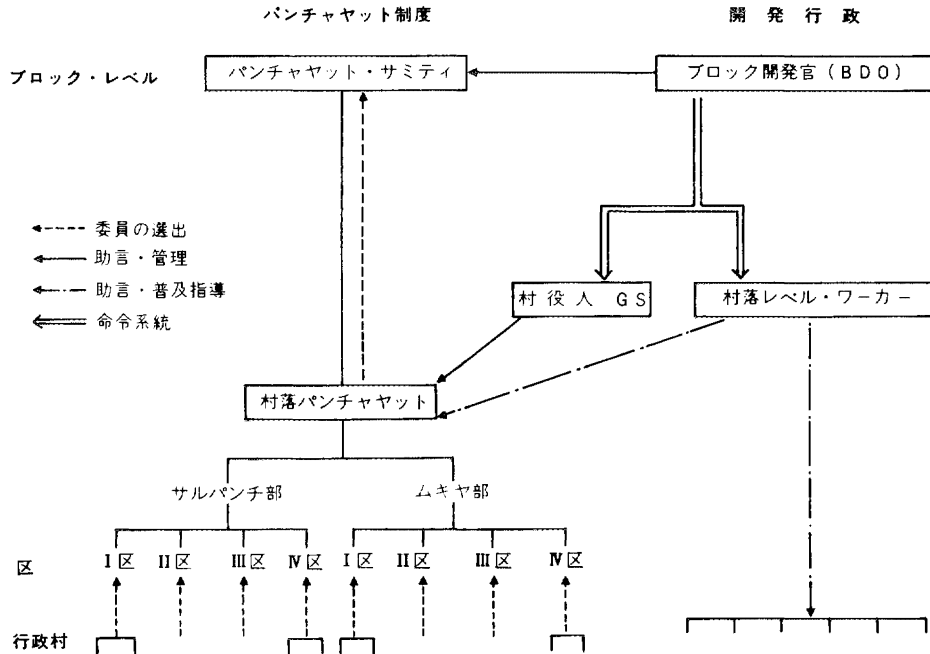 パンチャヤット制度 開発行政
ブロック・レベル パンチャヤット・サミティ ブロック開発官(BDO)
委員の選出
助言・管理
助言・普及指導
命令系統
村役人 GS 村落レベル・ワーカー
村落パンチャヤット
サルパンチ部 ムキヤ部
区 I区 II区 III区 IV区 I区 II区 III区 IV区
行政村